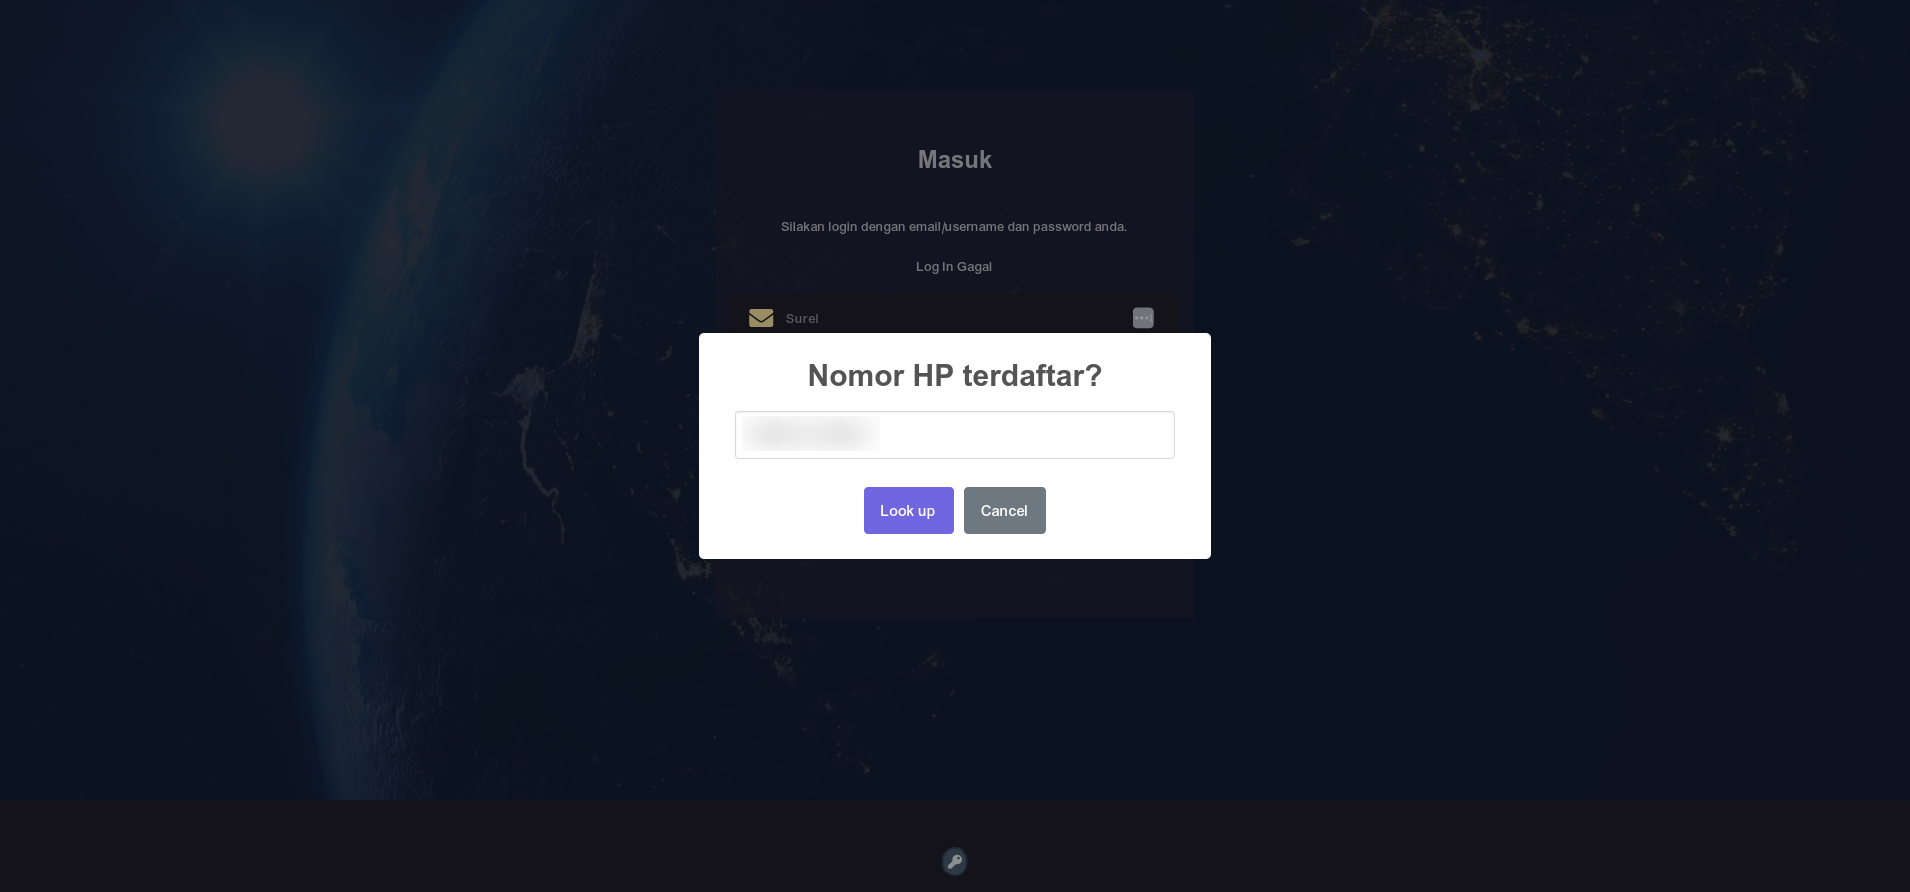 Masuk
Silakan login dengan email/username dan password anda.
Log In Gagal
Surel
Nomor HP terdaftar?
Look up
Cancel